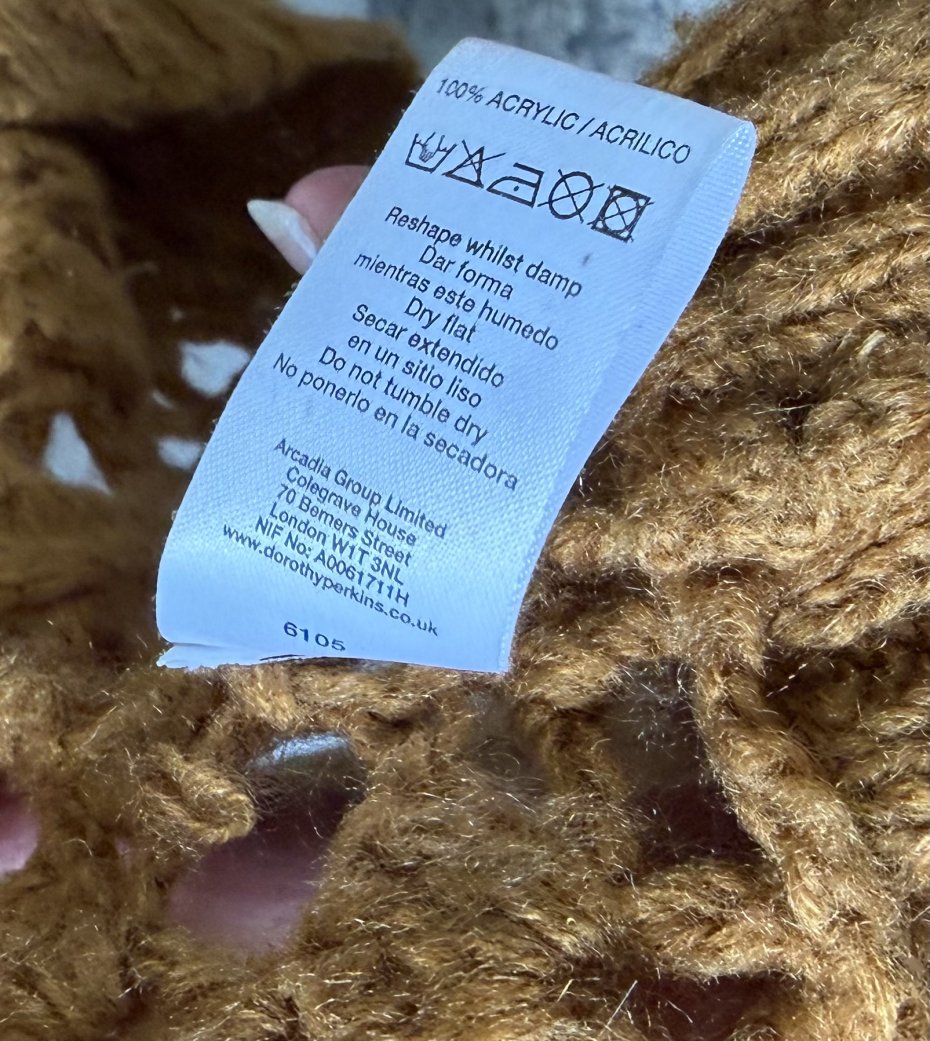 100% ACRYLIC / ACRILICO
Reshape whilst damp
Dar forma
mientras este humedo
Dry flat
Secar extendido
en un sitio liso
Do not tumble dry
No ponerlo en la secadora
Arcadia Group Limited
Colegrave House
70 Berners Street
London W1T 3NL
NIF No: A0061711H
www.dorothyperkins.co.uk
6105